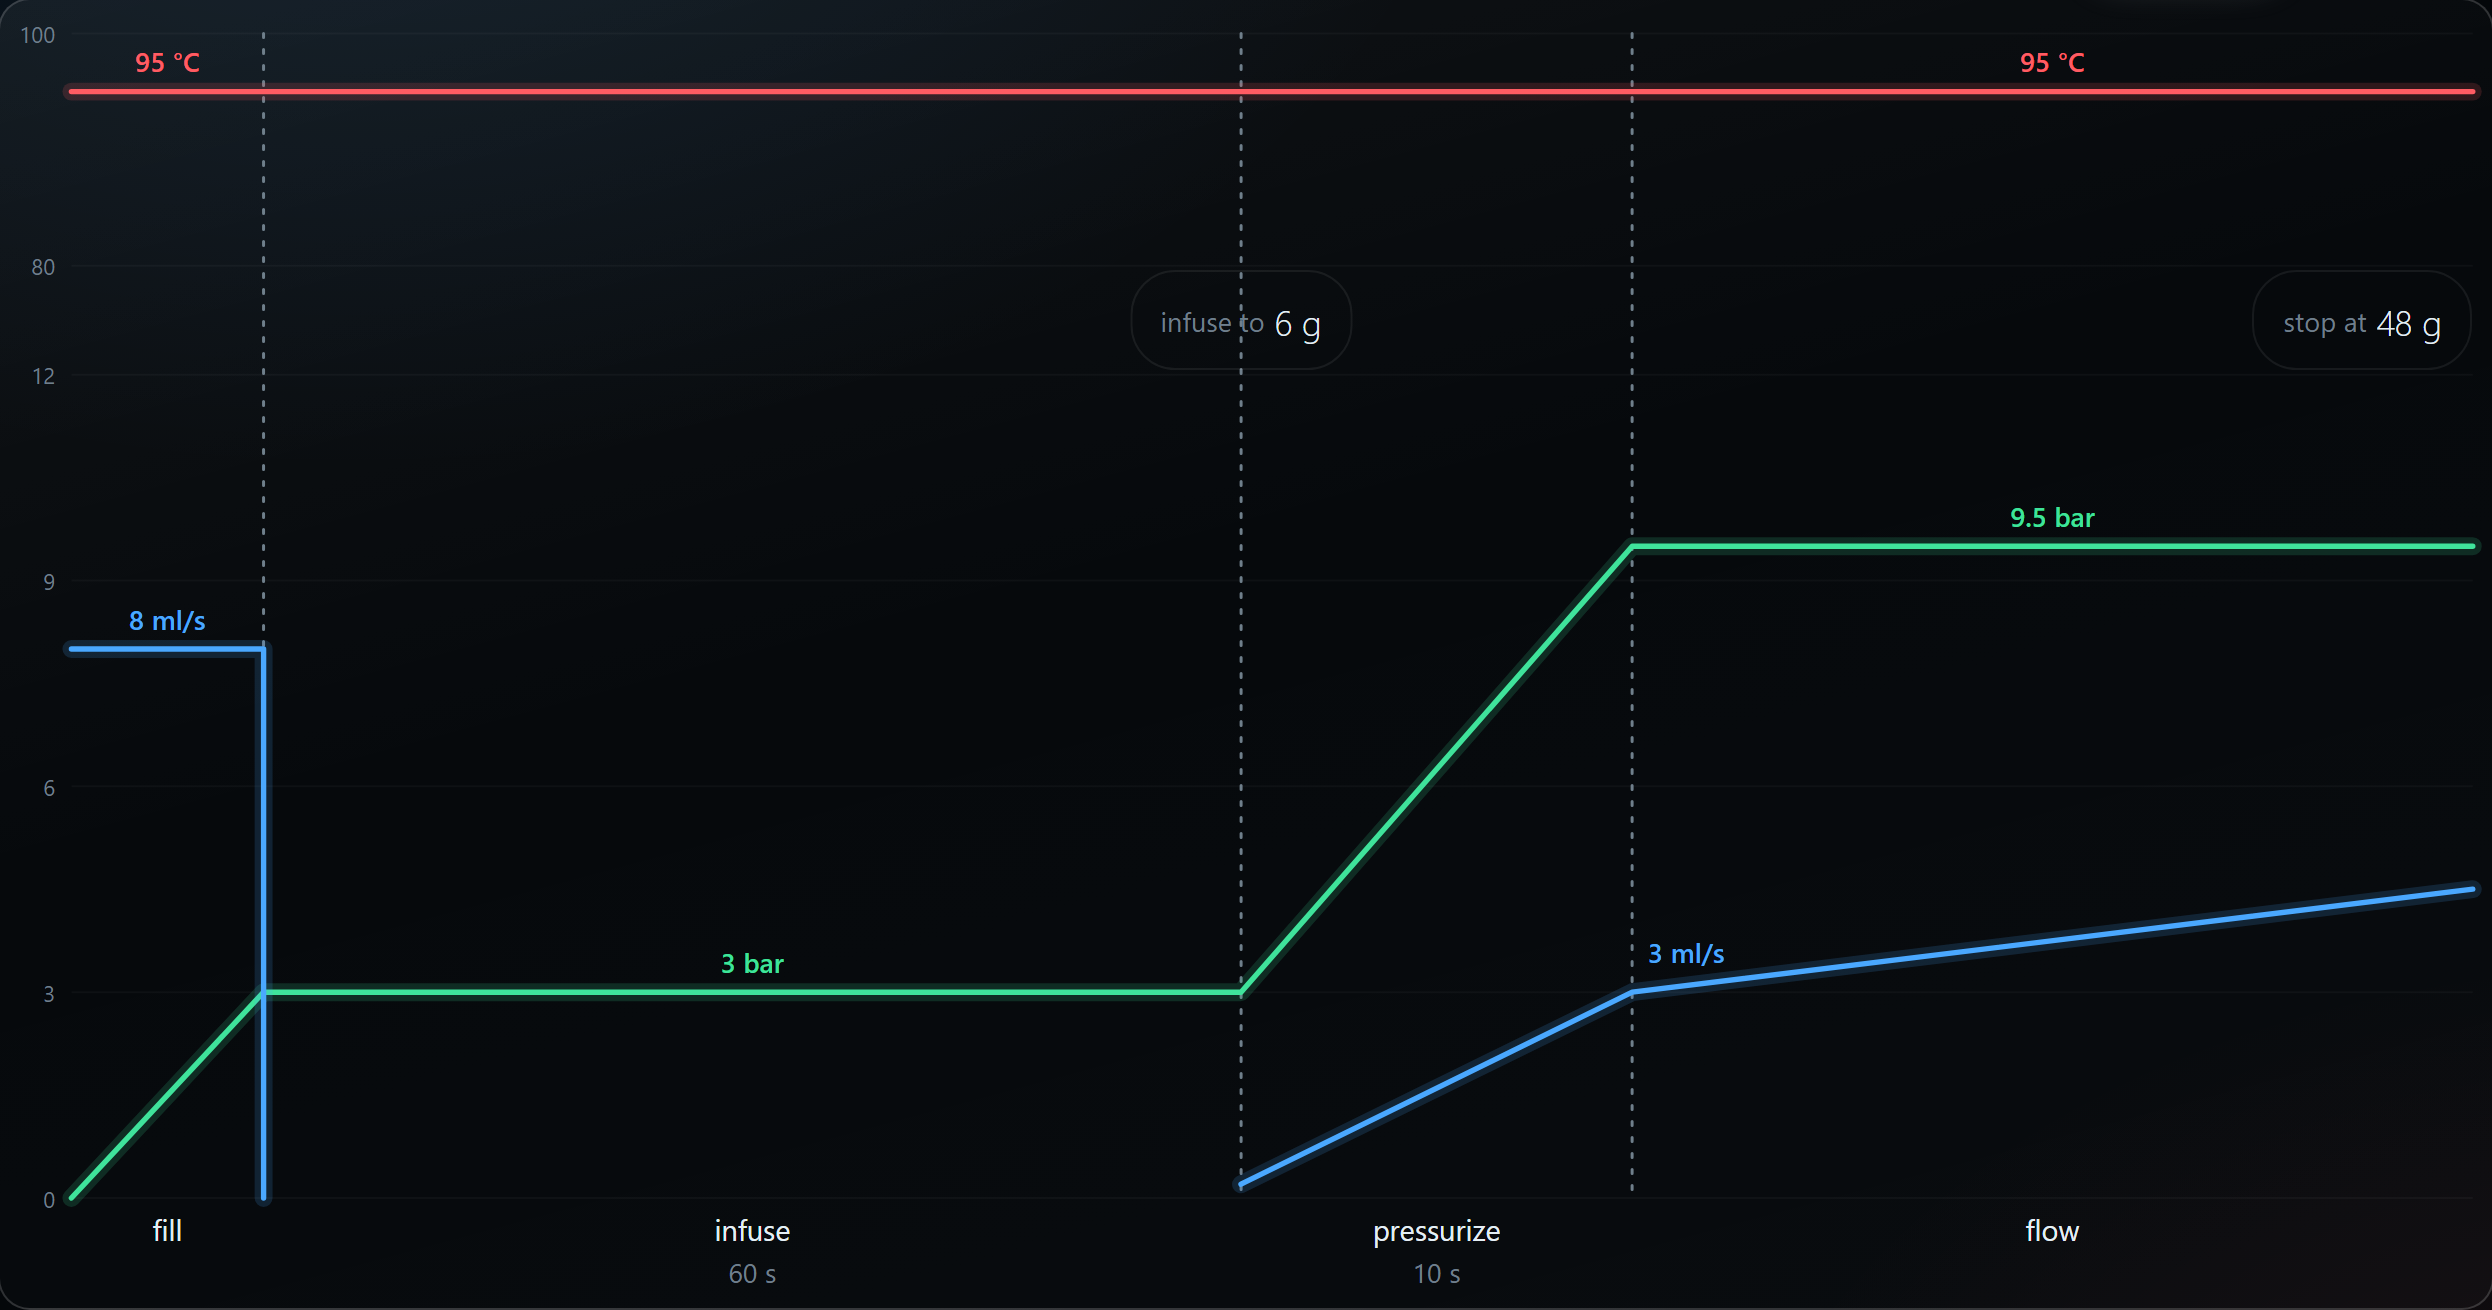 100
95 °C
95 °C
80
infuse to 6 g
stop at 48 g
12
9.5 bar
9
8 ml/s
6
3 ml/s
3 bar
3
0
fill
infuse
pressurize
flow
60 s
10 s